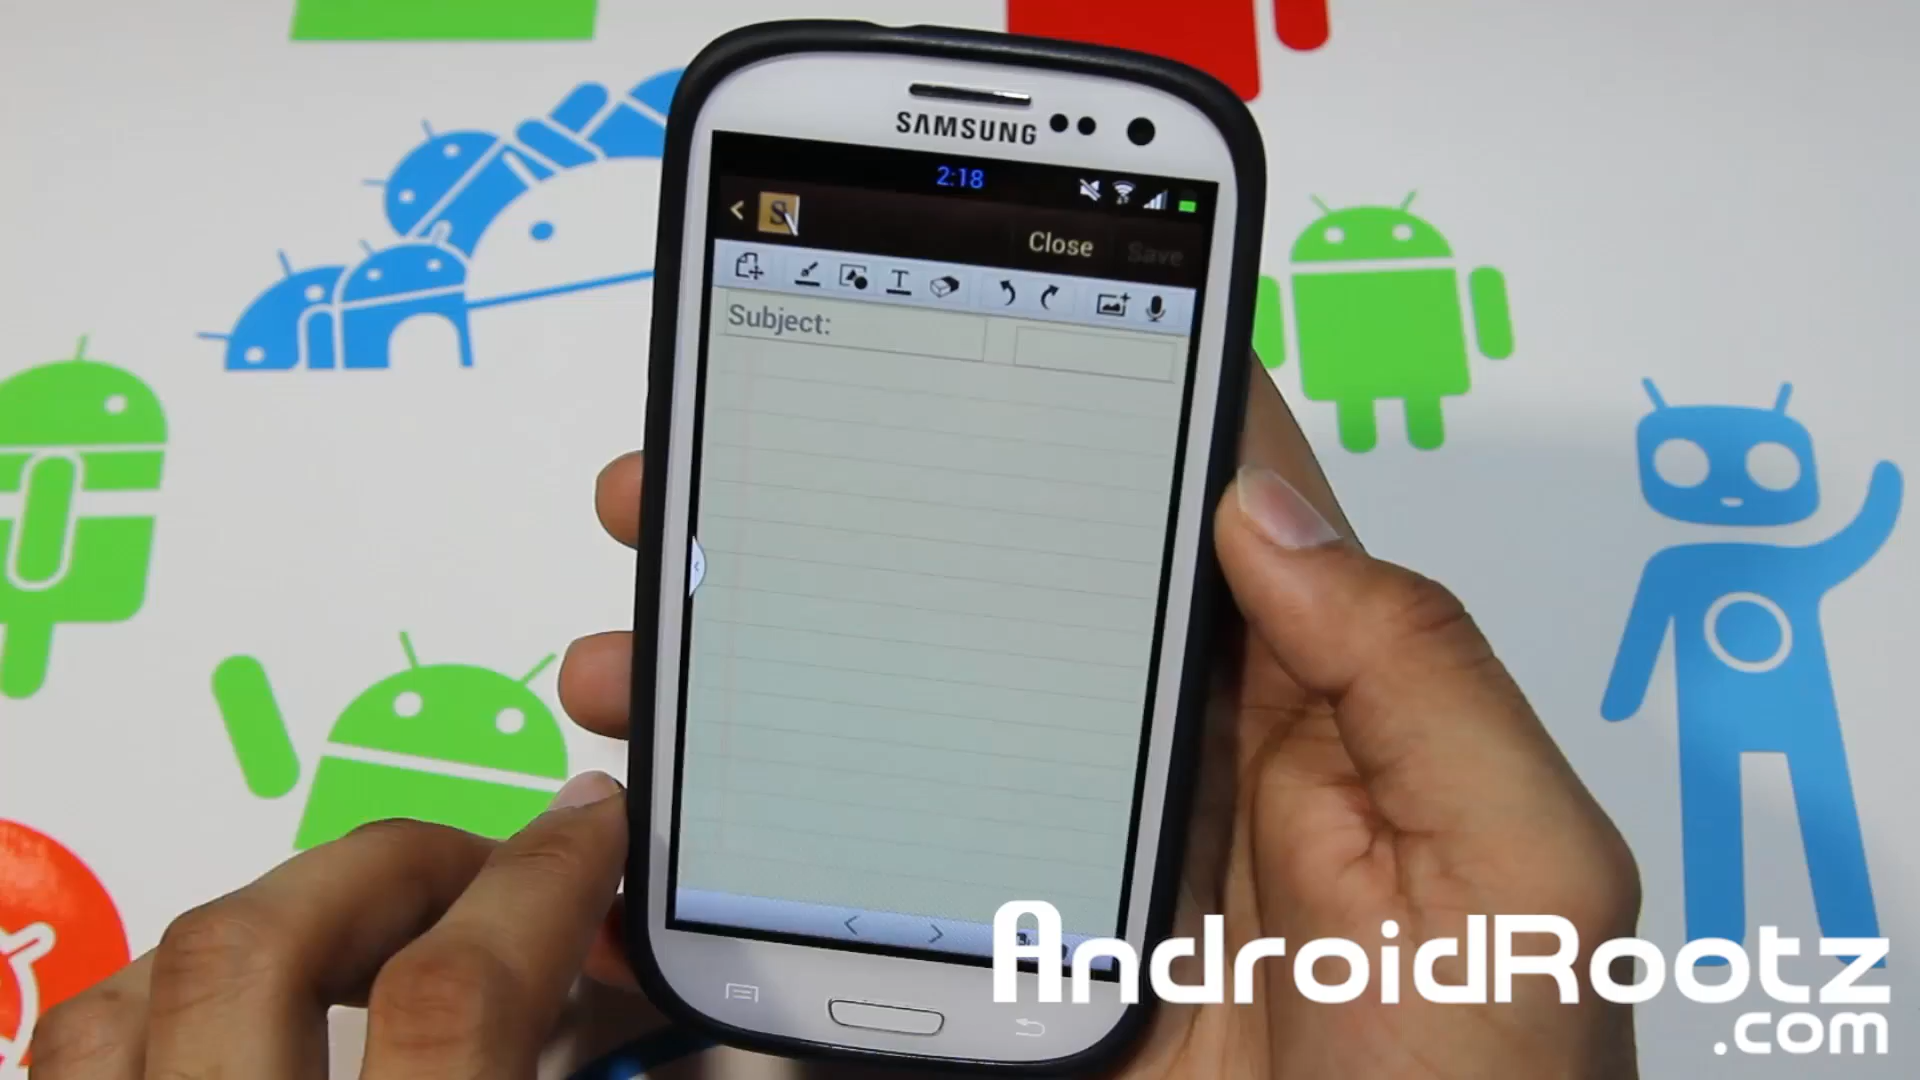 SAMSUNG
2:18
S
Close
Save
T
Subject:
AndroidRootz
.com